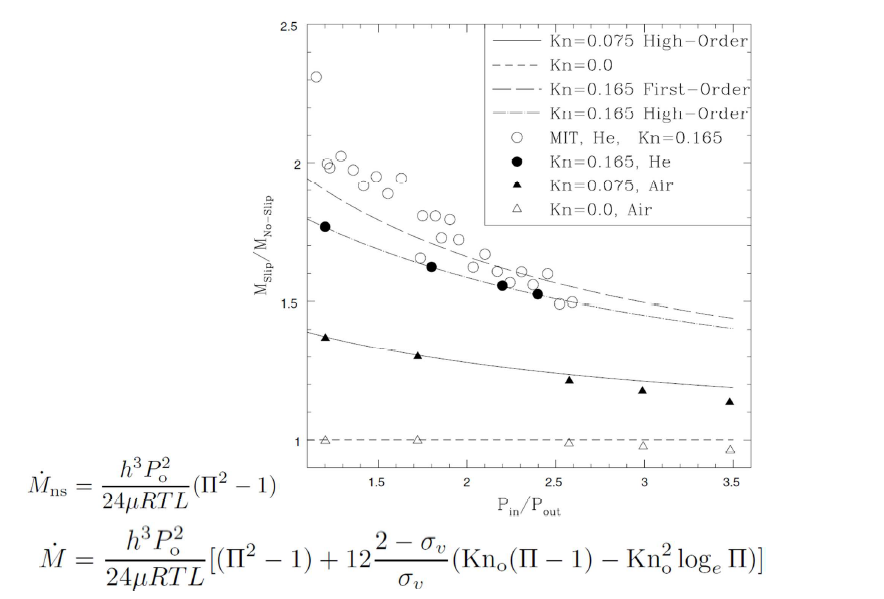 2.5
2
1.5
1
M_Slip/M_No−Slip
Kn=0.075 High−Order
Kn=0.0
Kn=0.165 First−Order
Kn=0.165 High−Order
MIT, He, Kn=0.165
Kn=0.165, He
Kn=0.075, Air
Kn=0.0, Air
1.5 2 2.5 3 3.5
P_in/P_out
Ṁ_ns = h³P_o²/24μRTL (Π² − 1)
Ṁ = h³P_o²/24μRTL [(Π² − 1) + 12 2 − σ_v/σ_v (Kn_o(Π − 1) − Kn_o² log_e Π)]